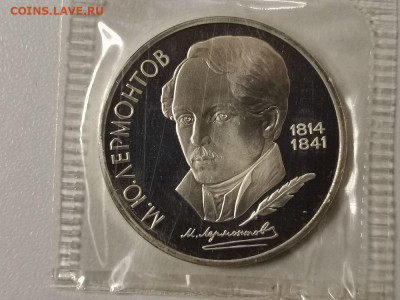 COINS.LAVE.RU
М.Ю.ЛЕРМОНТОВ
1814
1841
М. Лермонтов